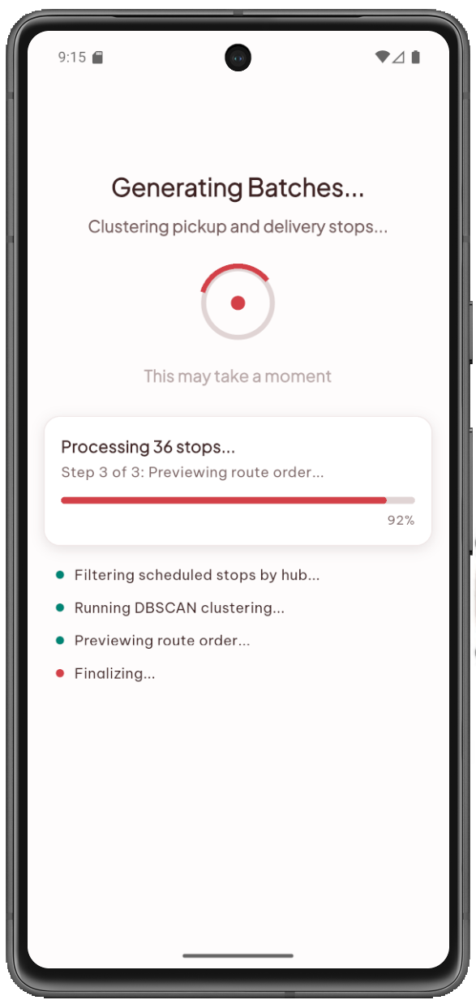 9:15
Generating Batches...
Clustering pickup and delivery stops...
This may take a moment
Processing 36 stops...
Step 3 of 3: Previewing route order...
92%
Filtering scheduled stops by hub...
Running DBSCAN clustering...
Previewing route order...
Finalizing...